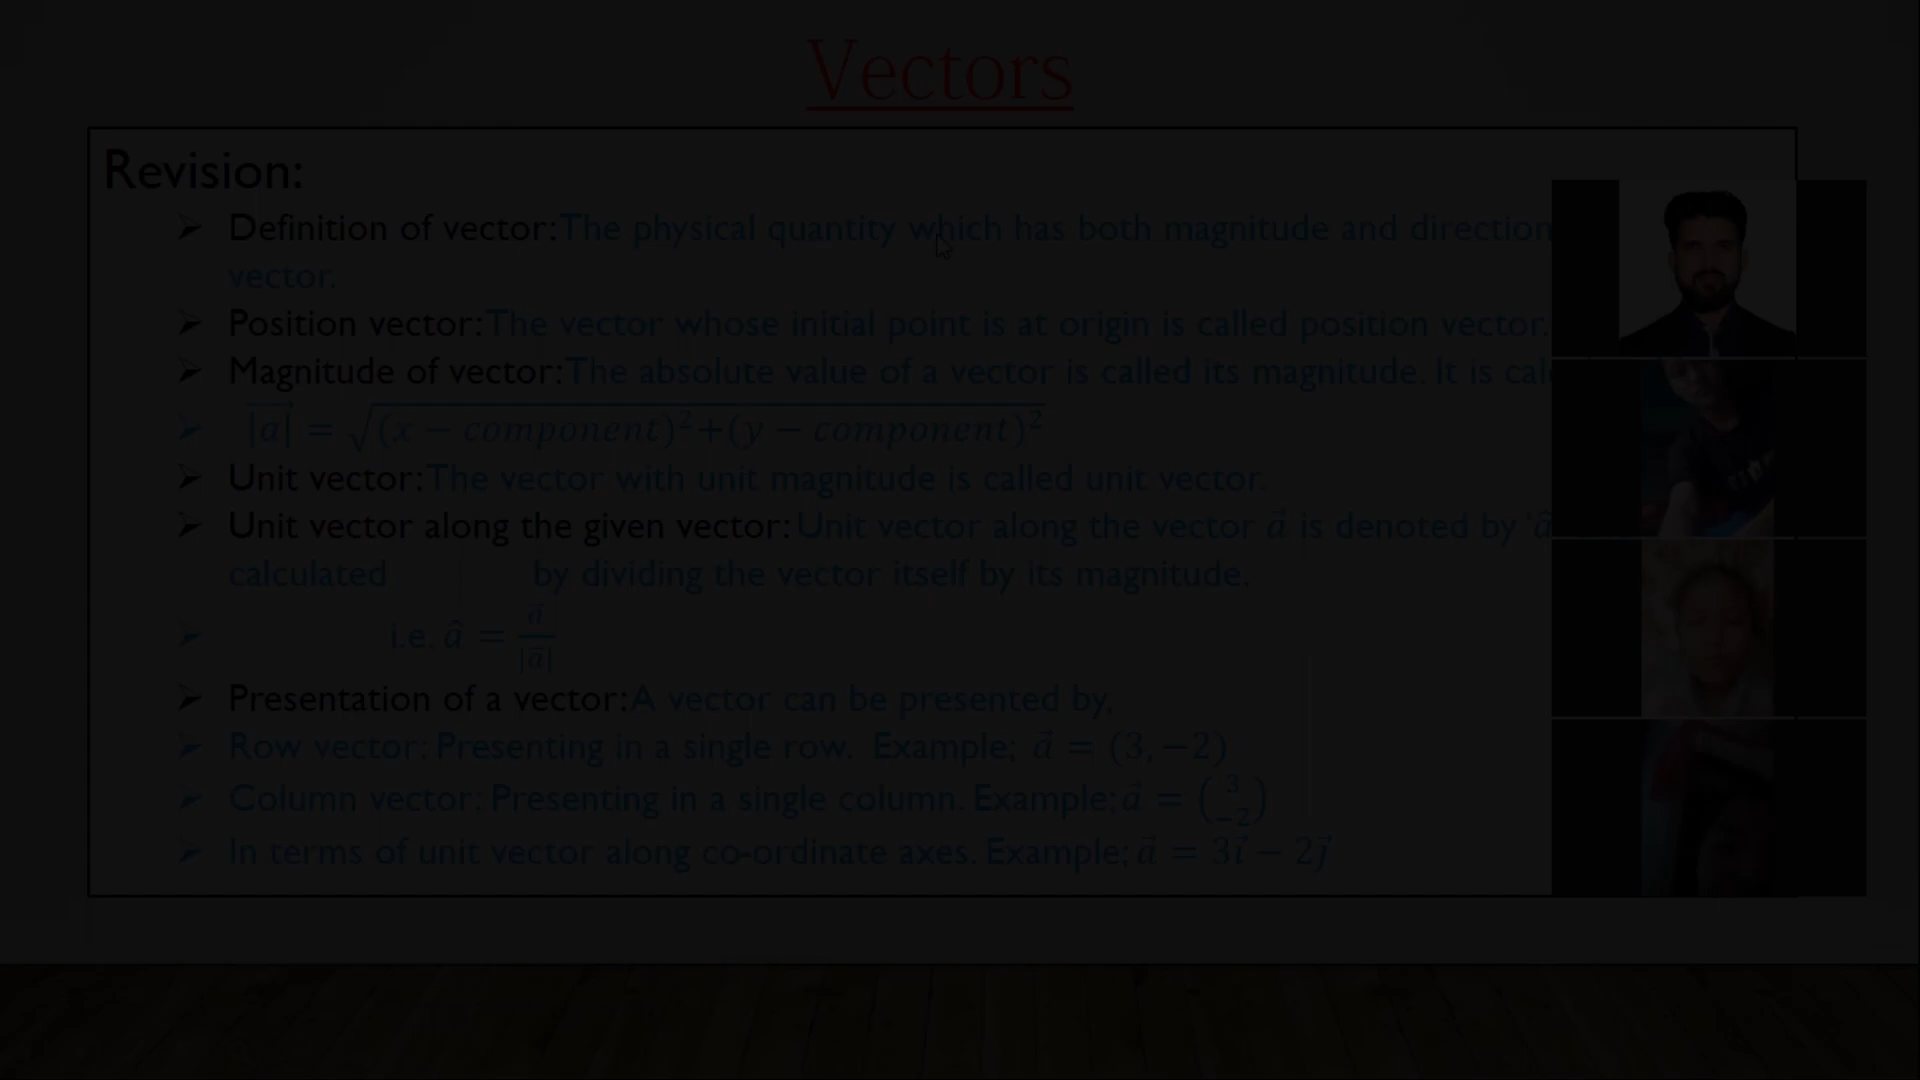 Vectors
Revision:
➢ Definition of vector: The physical quantity which has both magnitude and direction
vector.
➢ Position vector: The vector whose initial point is at origin is called position vector.
➢ Magnitude of vector: The absolute value of a vector is called its magnitude. It is
➢ |a⃗| = √((x − component)²+(y − component)²)
➢ Unit vector: The vector with unit magnitude is called unit vector.
➢ Unit vector along the given vector: Unit vector along the vector a⃗ is denoted by 'â
calculated by dividing the vector itself by its magnitude.
➢ i.e. â = a⃗/|a⃗|
➢ Presentation of a vector: A vector can be presented by,
➢ Row vector: Presenting in a single row. Example; a⃗ = (3, −2)
➢ Column vector: Presenting in a single column. Example; a⃗ = (3 −2)
➢ In terms of unit vector along co-ordinate axes. Example; a⃗ = 3i⃗ − 2j⃗